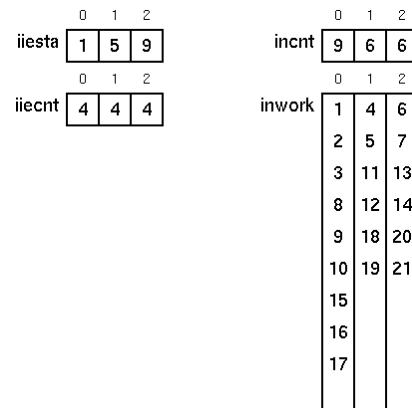 0 1 2
iiesta 1 5 9
0 1 2
iiecnt 4 4 4
0 1 2
incnt 9 6 6
0 1 2
inwork 1 4 6
2 5 7
3 11 13
8 12 14
9 18 20
10 19 21
15
16
17